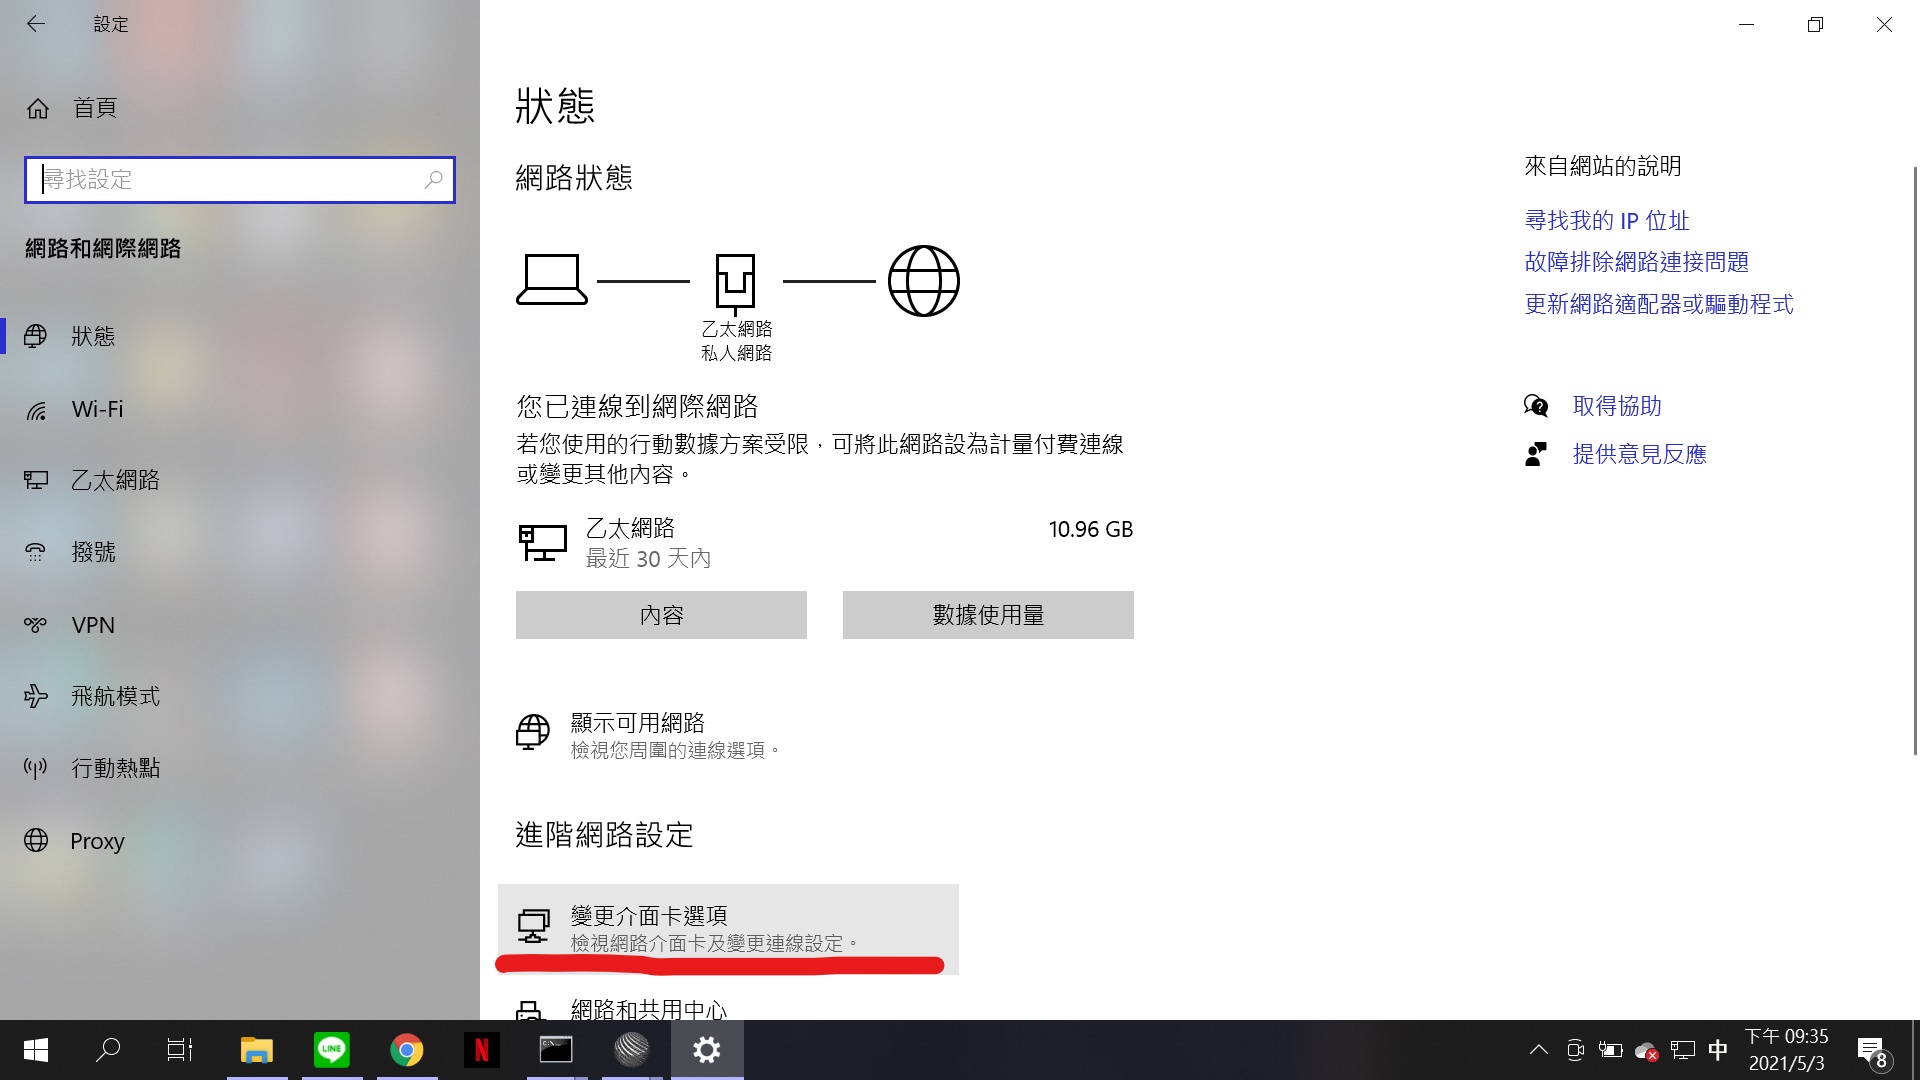 設定
首頁
尋找設定
網路和網際網路
狀態
Wi-Fi
乙太網路
撥號
VPN
飛航模式
行動熱點
Proxy
狀態
網路狀態
乙太網路
私人網路
您已連線到網際網路
若您使用的行動數據方案受限，可將此網路設為計量付費連線
或變更其他內容。
乙太網路
最近 30 天內
10.96 GB
內容
數據使用量
顯示可用網路
檢視您周圍的連線選項。
進階網路設定
變更介面卡選項
檢視網路介面卡及變更連線設定。
網路和共用中心
來自網站的說明
尋找我的 IP 位址
故障排除網路連接問題
更新網路適配器或驅動程式
取得協助
提供意見反應
LINE
N
C:\
中
下午 09:35
2021/5/3
8